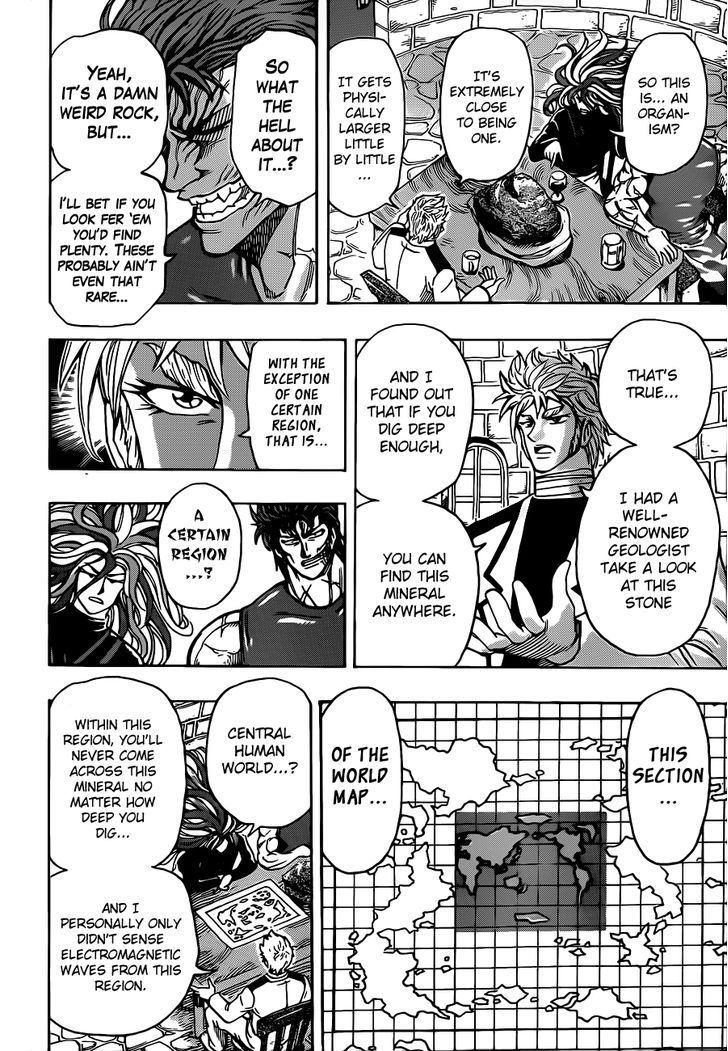 SO THIS
IS... AN
ORGAN-
ISM?
IT'S
EXTREMELY
CLOSE
TO BEING
ONE.
IT GETS
PHYSI-
CALLY
LARGER
LITTLE
BY LITTLE
...
SO
WHAT
THE
HELL
ABOUT
IT...?
YEAH,
IT'S A DAMN
WEIRD ROCK,
BUT...
I'LL BET IF YOU
LOOK FER 'EM
YOU'D FIND
PLENTY. THESE
PROBABLY AIN'T
EVEN THAT
RARE...
THAT'S
TRUE...
I HAD A
WELL-
RENOWNED
GEOLOGIST
TAKE A LOOK
AT THIS
STONE
AND I
FOUND OUT
THAT IF YOU
DIG DEEP
ENOUGH,
YOU CAN
FIND THIS
MINERAL
ANYWHERE.
WITH THE
EXCEPTION
OF ONE
CERTAIN
REGION,
THAT IS...
A
CERTAIN
REGION
...?
THIS
SECTION
...
OF THE
WORLD
MAP...
CENTRAL
HUMAN
WORLD...?
WITHIN THIS
REGION, YOU'LL
NEVER COME
ACROSS THIS
MINERAL NO
MATTER HOW
DEEP YOU
DIG...
AND I
PERSONALLY ONLY
DIDN'T SENSE
ELECTROMAGNETIC
WAVES FROM THIS
REGION.